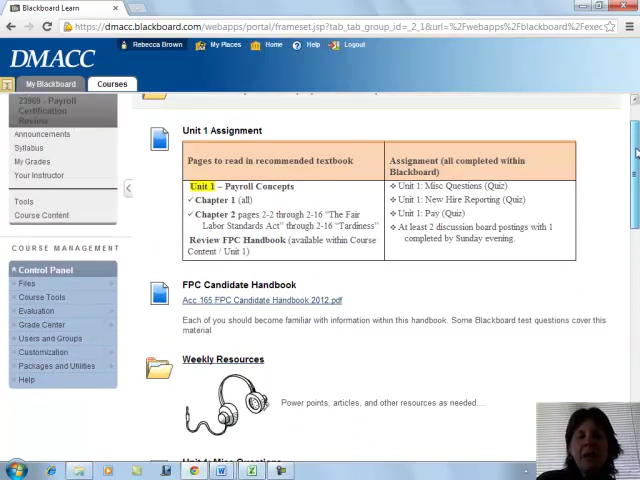 Blackboard Learn
https://dmacc.blackboard.com/webapps/portal/frameset.jsp?tab_tab_group_id=_2_1&url=%2Fwebapps%2Fblackboard%2Fexec
DMACC
Rebecca Brown
My Places
Home
Help
Logout
My Blackboard
Courses
23969 - Payroll
Certification
Review
Announcements
Syllabus
My Grades
Your Instructor
Tools
Course Content
COURSE MANAGEMENT
Control Panel
Files
Course Tools
Evaluation
Grade Center
Users and Groups
Customization
Packages and Utilities
Help
Unit 1 Assignment
Pages to read in recommended textbook
Unit 1 – Payroll Concepts
✓ Chapter 1 (all)
✓ Chapter 2 pages 2-2 through 2-16 "The Fair
Labor Standards Act" through 2-16 "Tardiness"
Review FPC Handbook (available within Course
Content / Unit 1)
Assignment (all completed within
Blackboard)
❖ Unit 1: Misc Questions (Quiz)
❖ Unit 1: New Hire Reporting (Quiz)
❖ Unit 1: Pay (Quiz)
❖ At least 2 discussion board postings with 1
completed by Sunday evening.
FPC Candidate Handbook
Acc 165 FPC Candidate Handbook 2012.pdf
Each of you should become familiar with information within this handbook. Some Blackboard test questions cover this
material.
Weekly Resources
Power points, articles, and other resources as needed....
Unit 1: Misc Questions